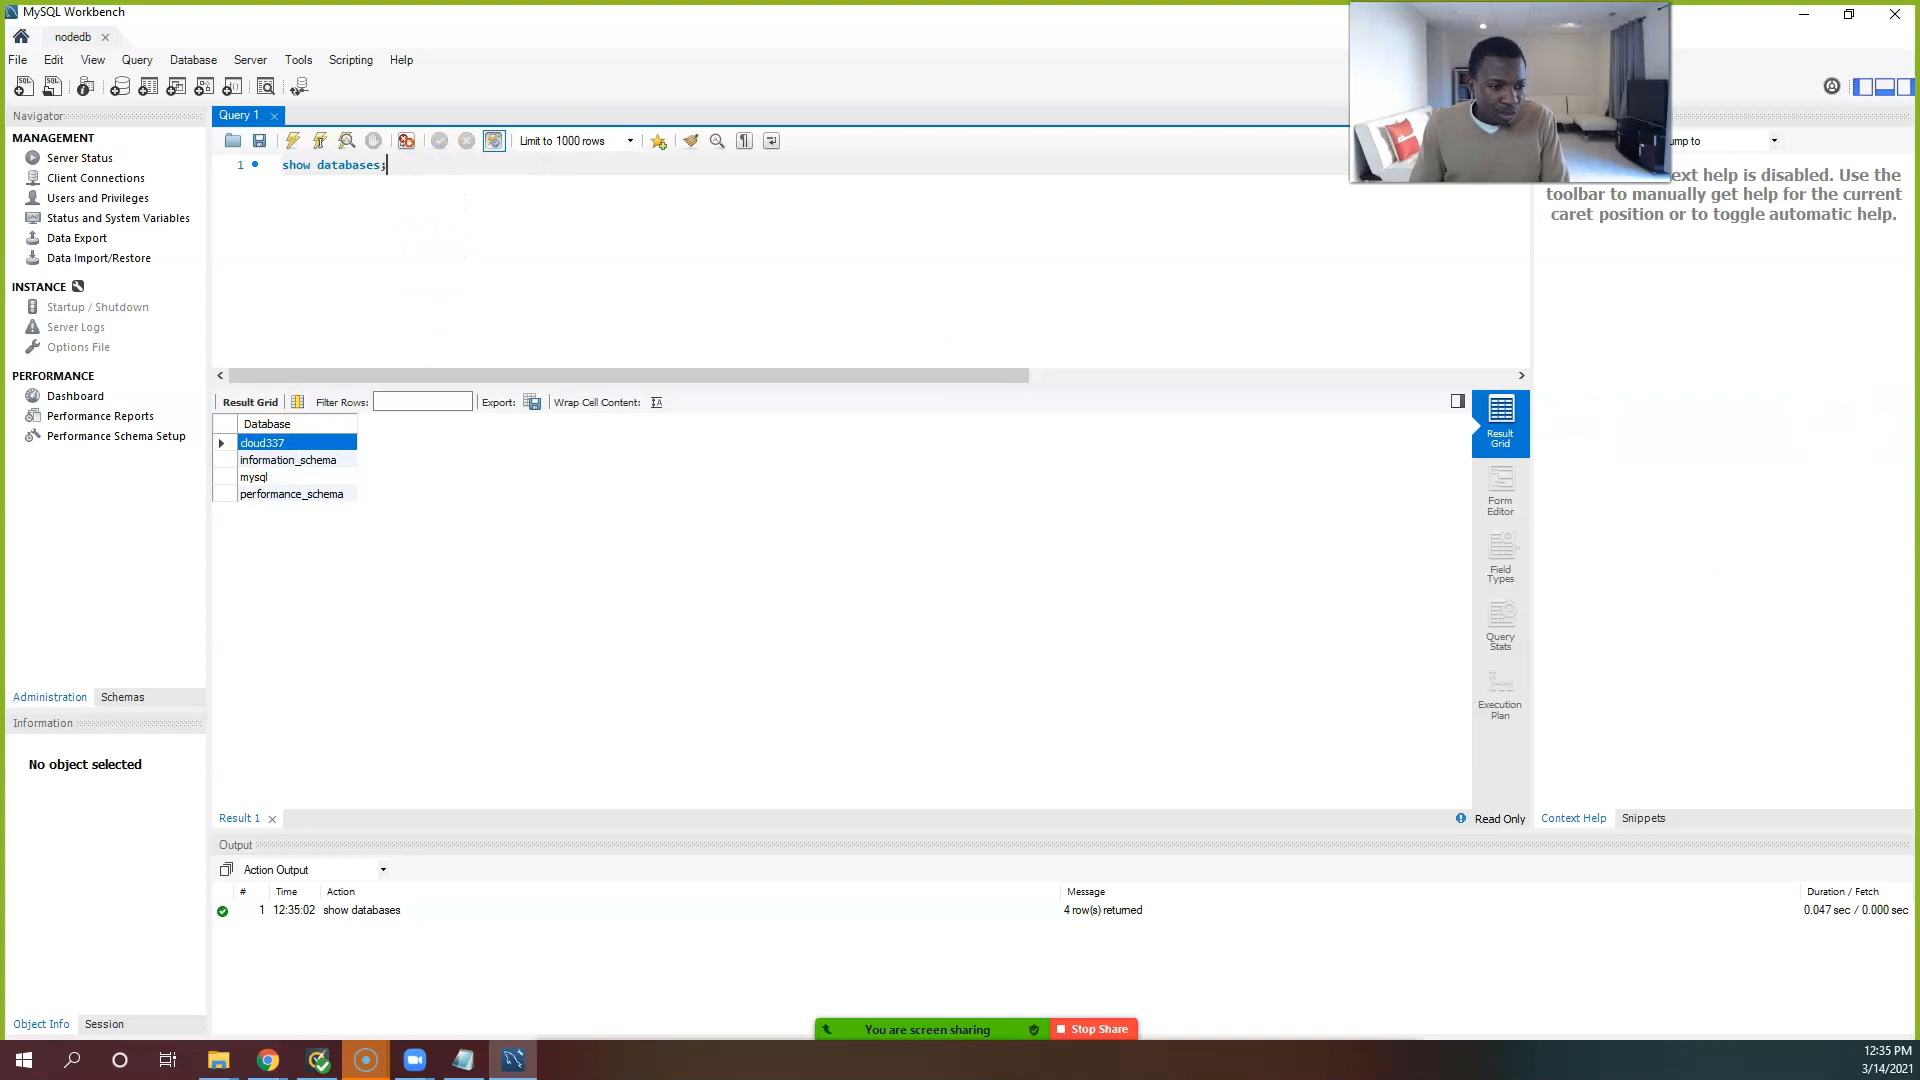 MySQL Workbench
nodedb
File Edit View Query Database Server Tools Scripting Help
Navigator
MANAGEMENT
Server Status
Client Connections
Users and Privileges
Status and System Variables
Data Export
Data Import/Restore
INSTANCE
Startup / Shutdown
Server Logs
Options File
PERFORMANCE
Dashboard
Performance Reports
Performance Schema Setup
Administration Schemas
Information
No object selected
Object Info Session
Query 1
Limit to 1000 rows
1 show databases;
Result Grid Filter Rows: Export: Wrap Cell Content:
Database
cloud337
information_schema
mysql
performance_schema
Result Grid
Form Editor
Field Types
Query Stats
Execution Plan
Result 1
Read Only
to
help is disabled. Use the
toolbar to manually get help for the current
caret position or to toggle automatic help.
Context Help Snippets
Output
Action Output
# Time Action Message Duration / Fetch
1 12:35:02 show databases 4 row(s) returned 0.047 sec / 0.000 sec
You are screen sharing Stop Share
12:35 PM
3/14/2021